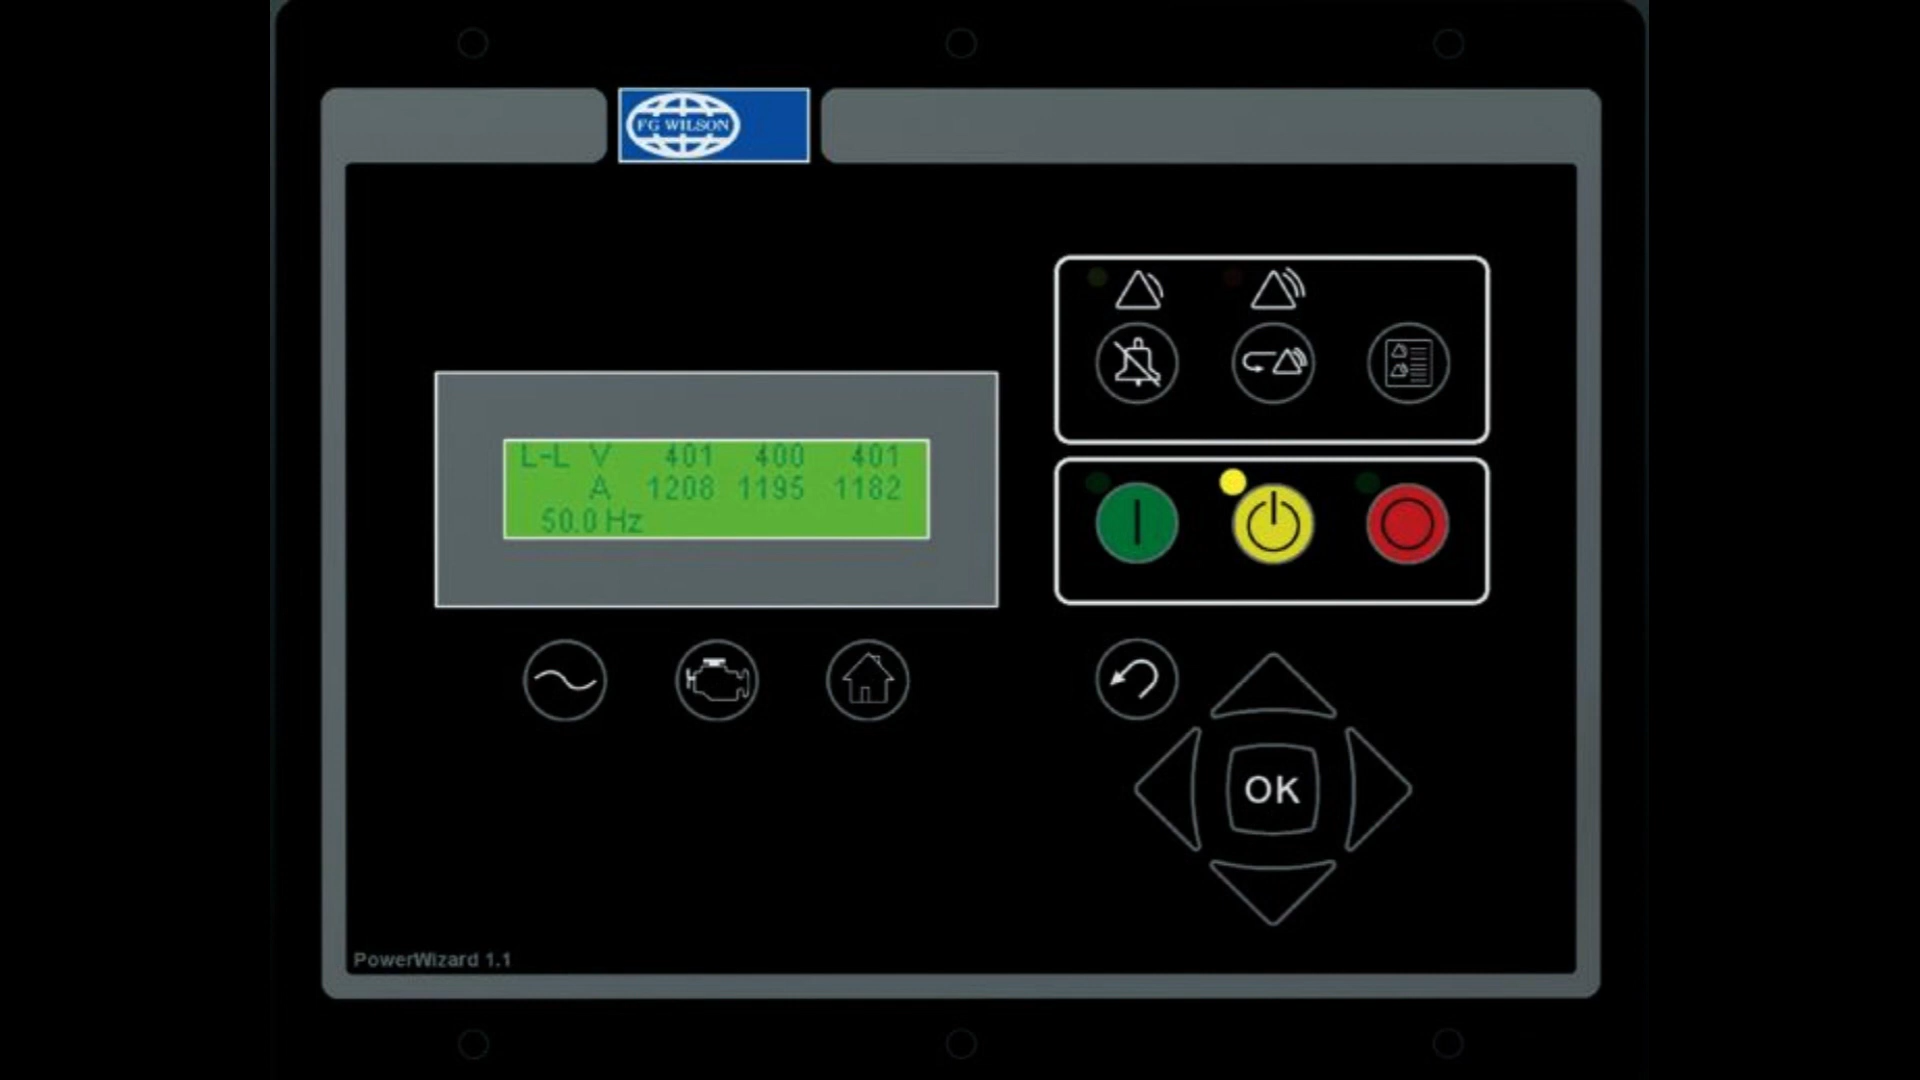 FG WILSON
L-L V 401 400 401
A 1208 1195 1182
50.0 Hz
OK
PowerWizard 1.1